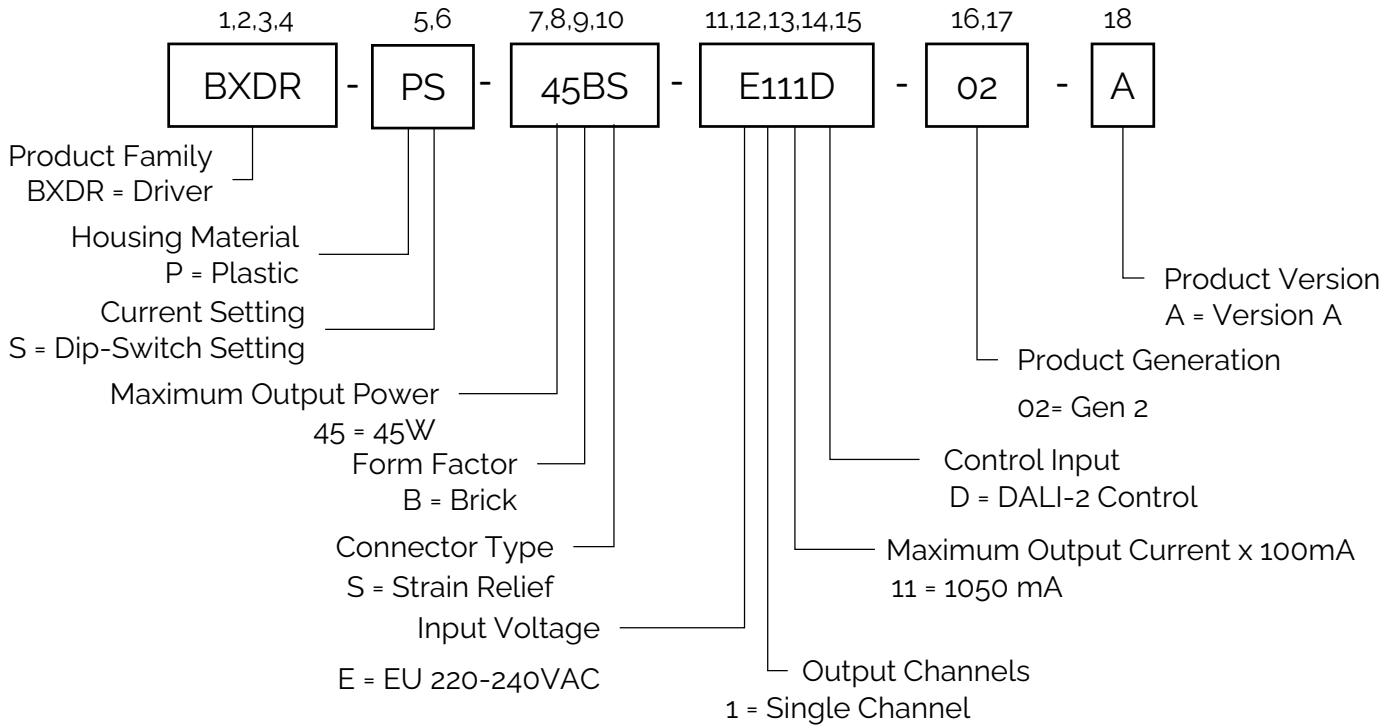 1,2,3,4 5,6 7,8,9,10 11,12,13,14,15 16,17 18
BXDR - PS - 45BS - E111D - 02 - A
Product Family
BXDR = Driver
Housing Material
P = Plastic
Current Setting
S = Dip-Switch Setting
Maximum Output Power
45 = 45W
Form Factor
B = Brick
Connector Type
S = Strain Relief
Input Voltage
E = EU 220-240VAC
Output Channels
1 = Single Channel
Maximum Output Current x 100mA
11 = 1050 mA
Control Input
D = DALI-2 Control
Product Generation
02= Gen 2
Product Version
A = Version A